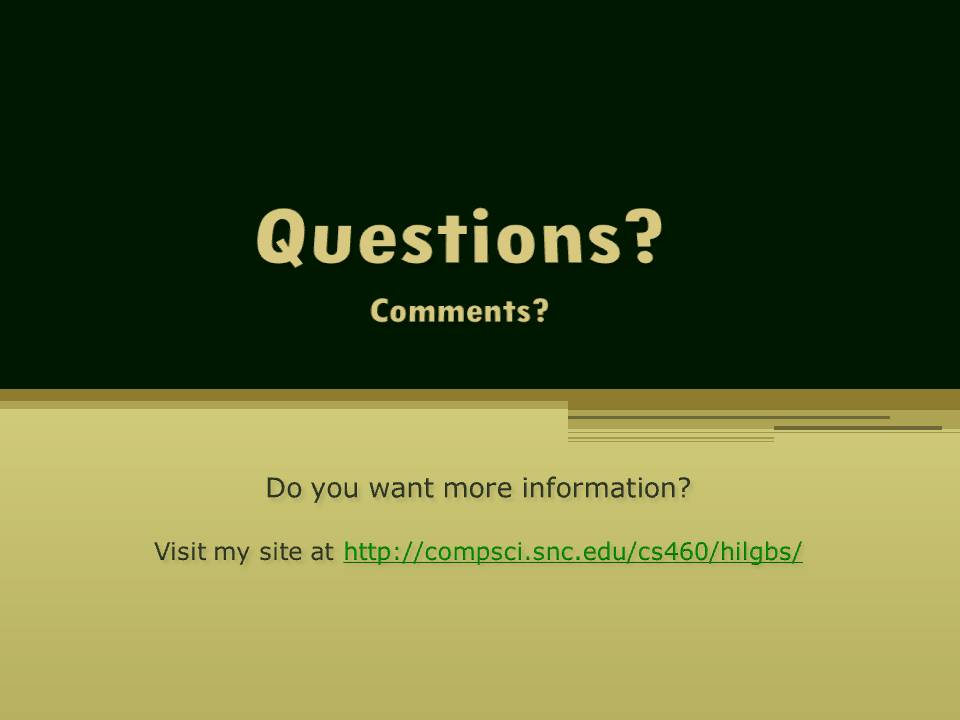 Questions?
Comments?
Do you want more information?
Visit my site at http://compsci.snc.edu/cs460/hilgbs/